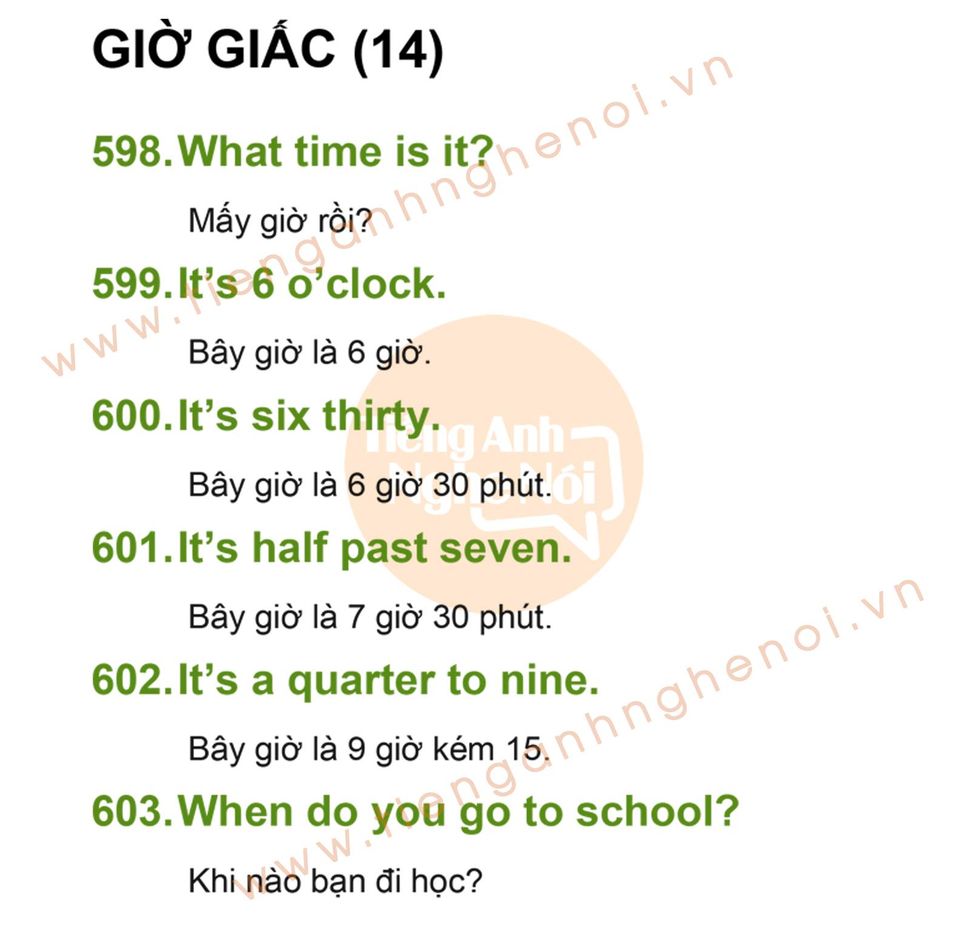 GIỜ GIẤC (14)
598. What time is it?
Mấy giờ rồi?
599. It’s 6 o’clock.
Bây giờ là 6 giờ.
600. It’s six thirty.
Bây giờ là 6 giờ 30 phút.
601. It’s half past seven.
Bây giờ là 7 giờ 30 phút.
602. It’s a quarter to nine.
Bây giờ là 9 giờ kém 15.
603. When do you go to school?
Khi nào bạn đi học?
www.tienganhnghenoi.vn
Tiếng Anh
Nghe Nói
www.tienganhnghenoi.vn